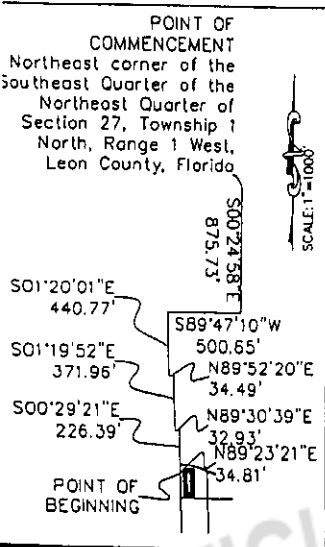 POINT OF
COMMENCEMENT
Northeast corner of the
Southeast Quarter of the
Northeast Quarter of
Section 27, Township 1
North, Range 1 West,
Leon County, Florida
SCALE: 1"=1000'
S00°24'58"E
875.73'
S01°20'01"E
440.77'
S89°47'10"W
500.65'
S01°19'52"E
371.96'
N89°52'20"E
34.49'
S00°29'21"E
226.39'
N89°30'39"E
32.93'
N89°23'21"E
34.81'
POINT OF
BEGINNING